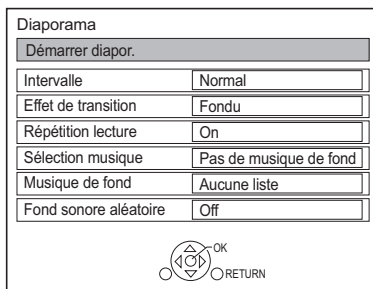 Diaporama
Démarrer diapor.
Intervalle Normal
Effet de transition Fondu
Répétition lecture On
Sélection musique Pas de musique de fond
Musique de fond Aucune liste
Fond sonore aléatoire Off
OK
RETURN